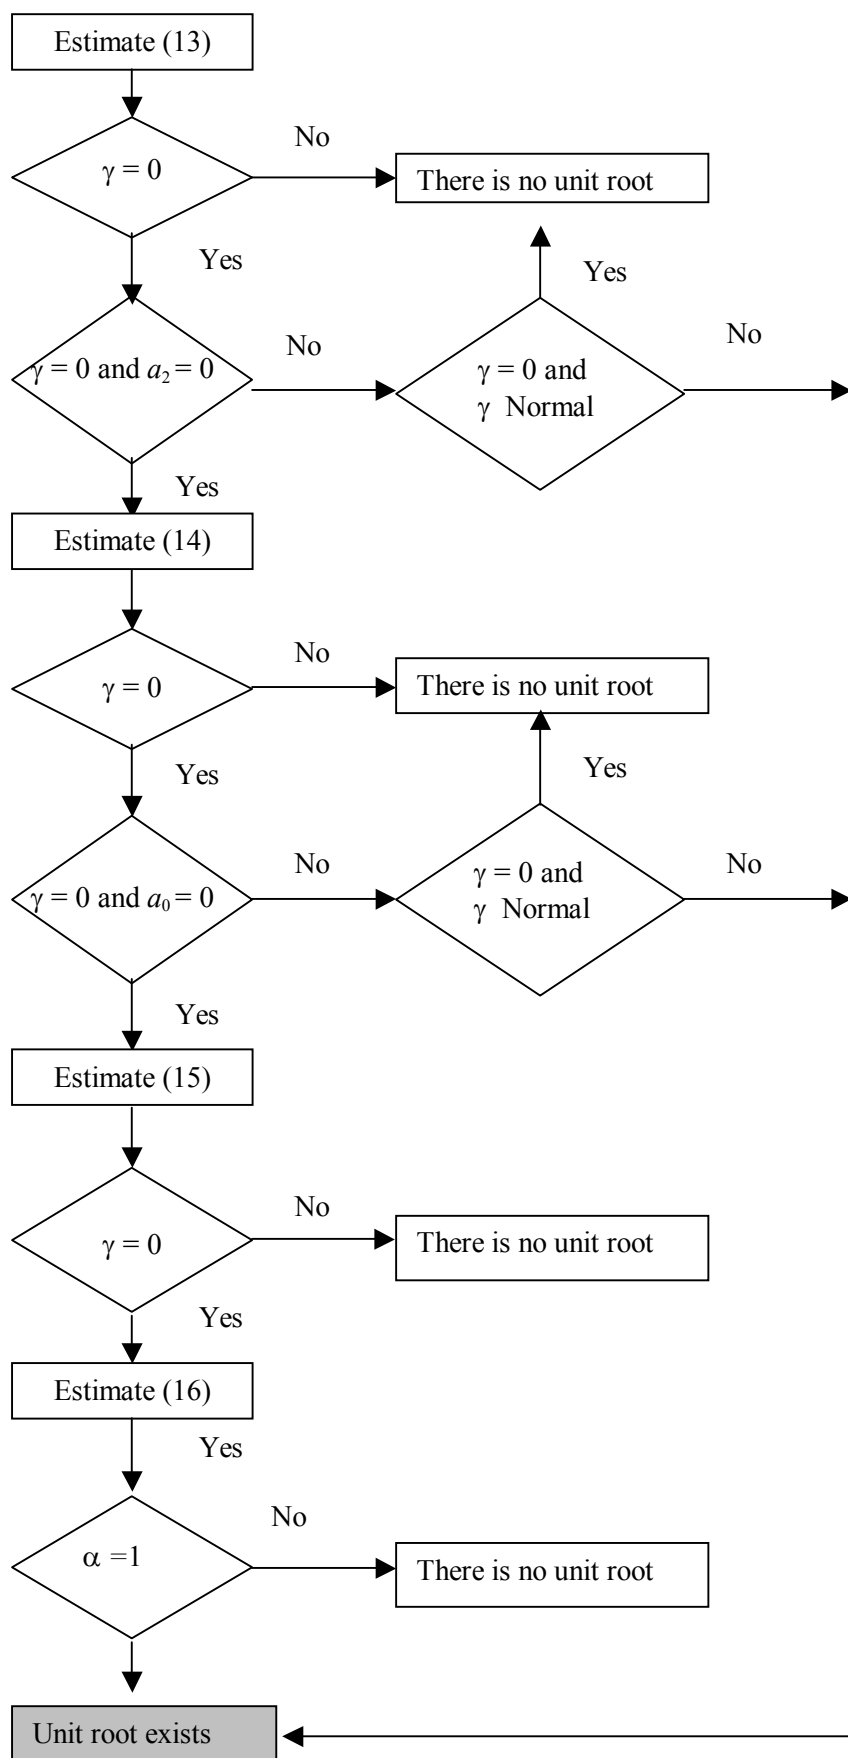 Estimate (13)
No
γ = 0
There is no unit root
Yes
Yes
No
No
γ = 0 and a₂ = 0
γ = 0 and
γ Normal
Yes
Estimate (14)
No
γ = 0
There is no unit root
Yes
Yes
No
No
γ = 0 and a₀ = 0
γ = 0 and
γ Normal
Yes
Estimate (15)
No
γ = 0
There is no unit root
Yes
Estimate (16)
Yes
No
α =1
There is no unit root
Unit root exists